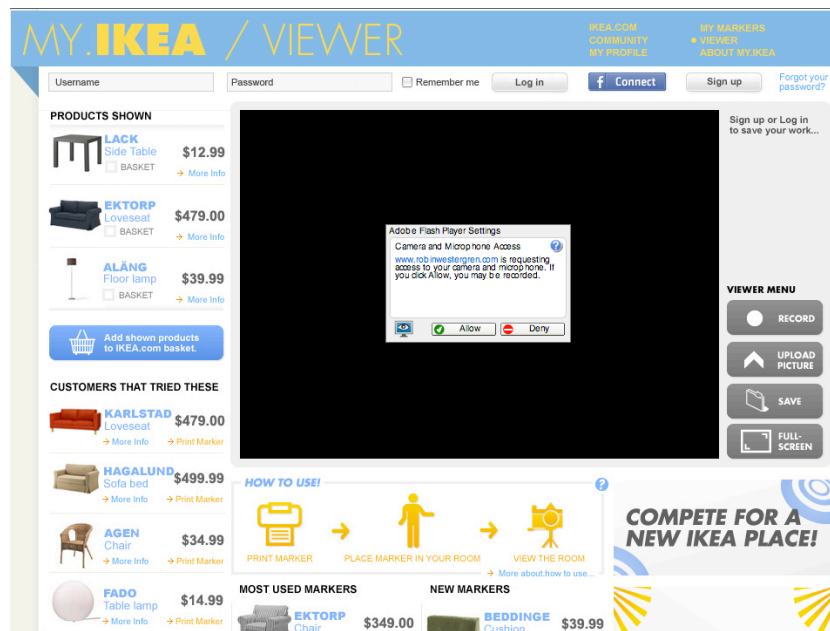 MY.IKEA / VIEWER
IKEA.COM
COMMUNITY
MY PROFILE
MY MARKERS
VIEWER
ABOUT MY.IKEA
Username
Password
Remember me
Log in
f Connect
Sign up
Forgot your
password?
PRODUCTS SHOWN
LACK
Side Table
$12.99
BASKET
→ More Info
EKTORP
Loveseat
$479.00
BASKET
→ More Info
ALÄNG
Floor lamp
$39.99
BASKET
→ More Info
Add shown products
to IKEA.com basket.
CUSTOMERS THAT TRIED THESE
KARLSTAD
Loveseat
$479.00
→ More Info
→ Print Marker
HAGALUND
Sofa bed
$499.99
→ More Info
→ Print Marker
AGEN
Chair
$34.99
→ More Info
→ Print Marker
FADO
Table lamp
$14.99
→ More Info
→ Print Marker
Adobe Flash Player Settings
Camera and Microphone Access
www.robinwestergren.com is requesting
access to your camera and microphone. If
you click Allow, you may be recorded.
Allow
Deny
Sign up or Log in
to save your work...
VIEWER MENU
RECORD
UPLOAD
PICTURE
SAVE
FULL-
SCREEN
HOW TO USE!
?
PRINT MARKER
PLACE MARKER IN YOUR ROOM
VIEW THE ROOM
→ More about.how to use...
COMPETE FOR A
NEW IKEA PLACE!
MOST USED MARKERS
EKTORP
Chair
$349.00
NEW MARKERS
BEDDINGE
Cushion
$39.99